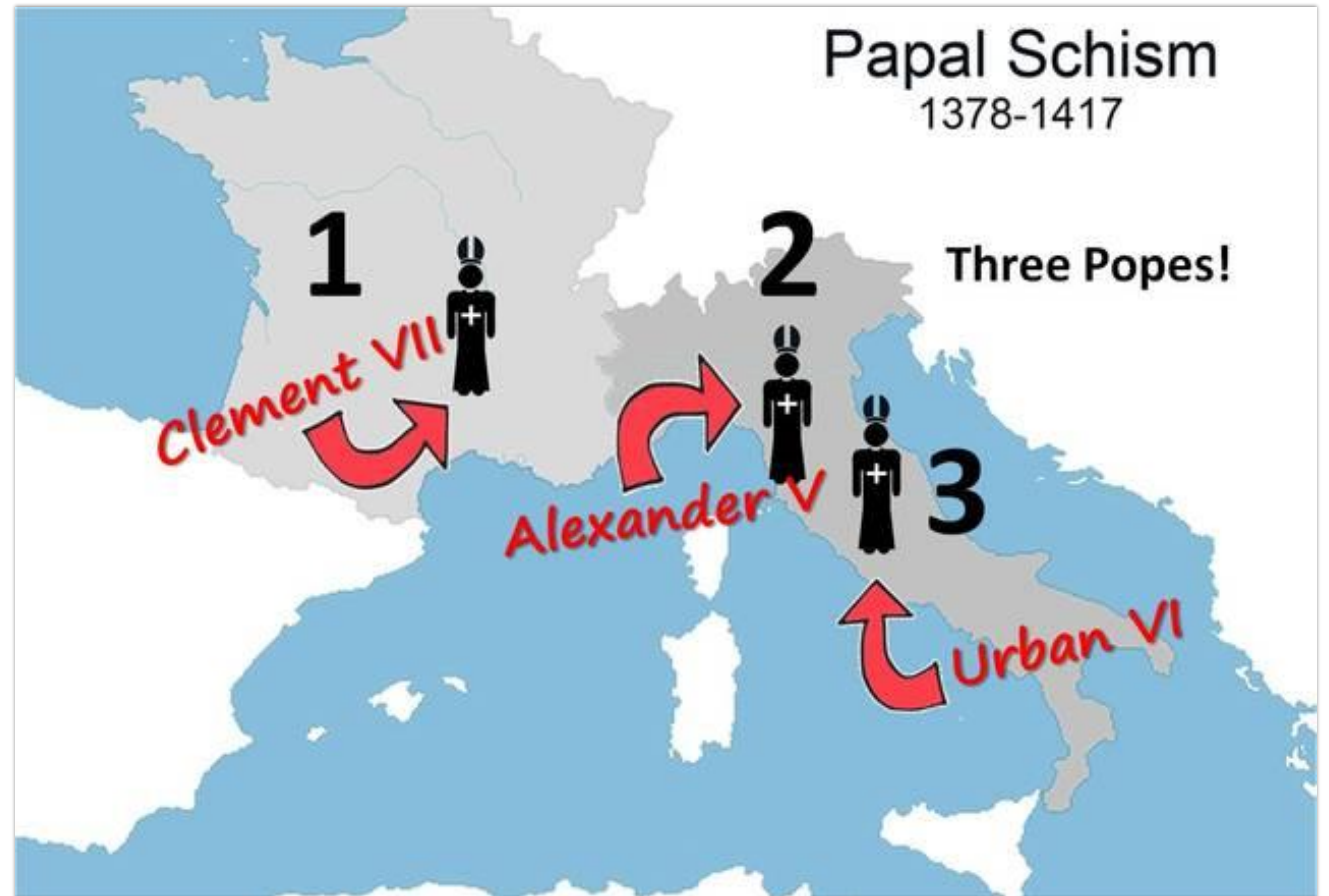 Papal Schism
1378-1417
1
2
Three Popes!
Clement VII
Alexander V
3
Urban VI